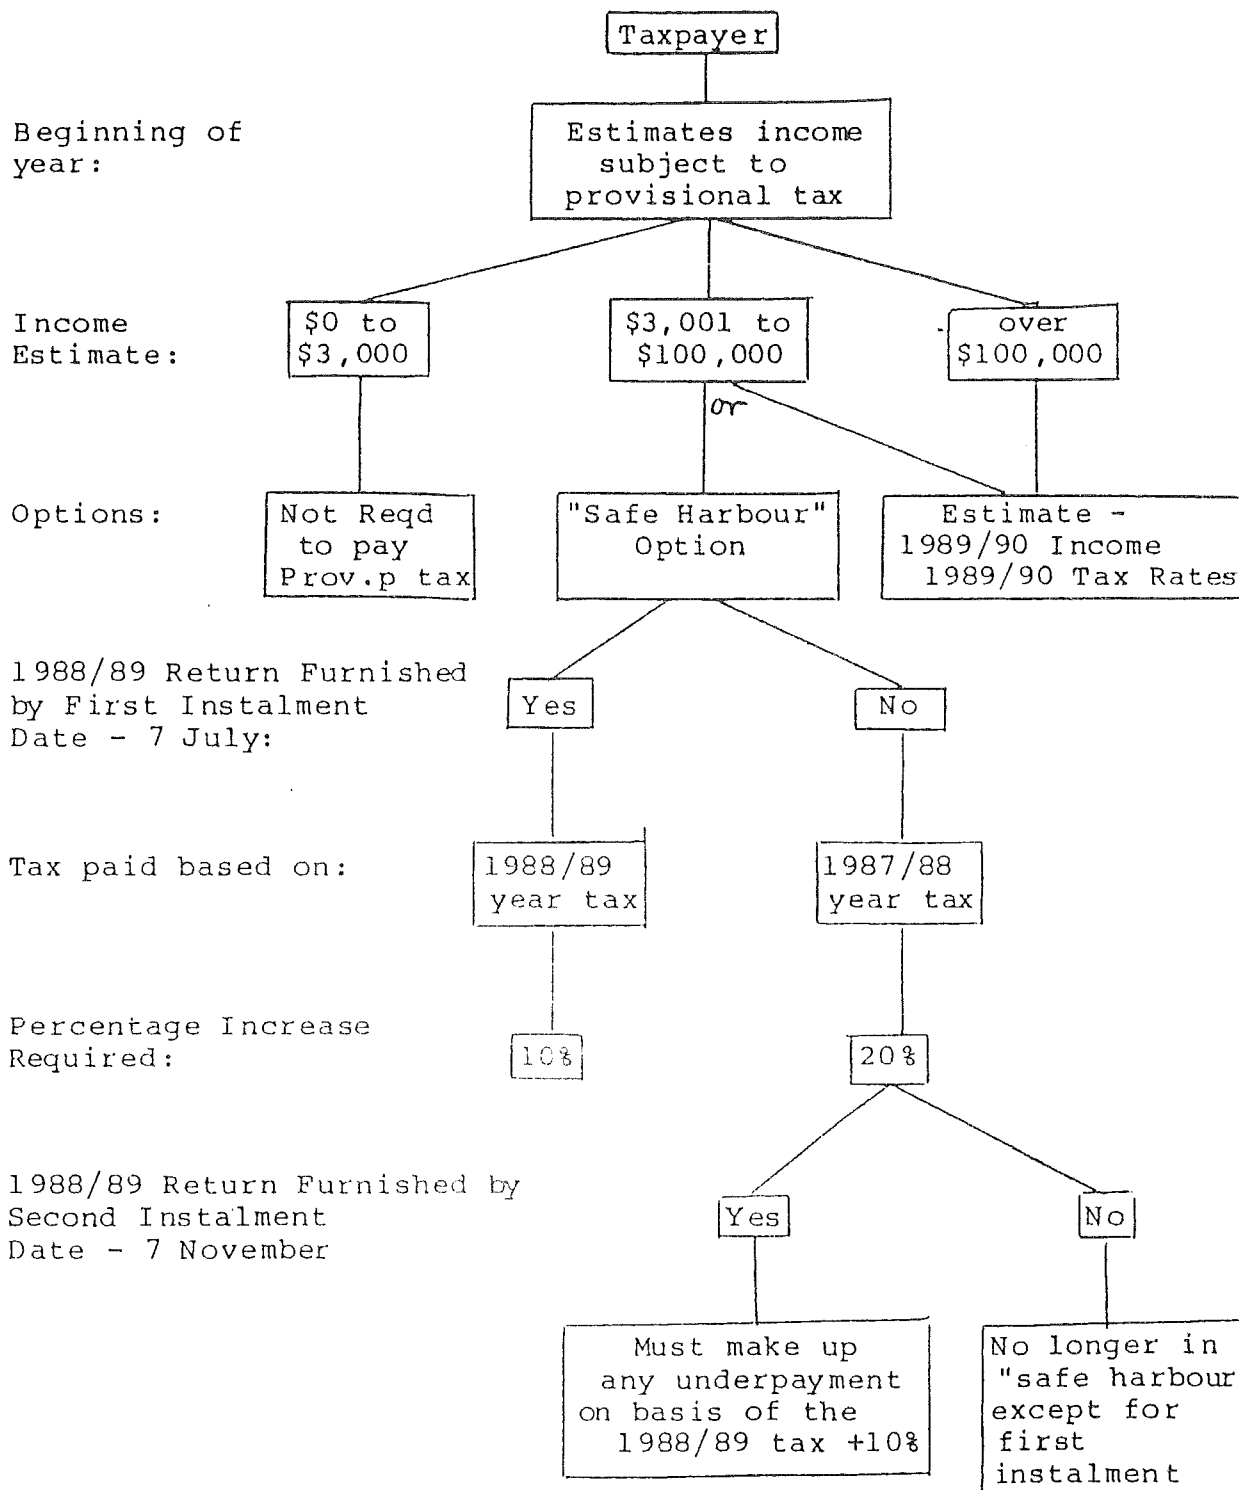 Taxpayer
Beginning of
year:
Estimates income
subject to
provisional tax
Income
Estimate:
$0 to
$3,000
$3,001 to
$100,000
over
$100,000
or
Options:
Not Reqd
to pay
Prov.p tax
"Safe Harbour"
Option
Estimate -
1989/90 Income
1989/90 Tax Rates
1988/89 Return Furnished
by First Instalment
Date - 7 July:
Yes
No
Tax paid based on:
1988/89
year tax
1987/88
year tax
Percentage Increase
Required:
10%
20%
1988/89 Return Furnished by
Second Instalment
Date - 7 November
Yes
No
Must make up
any underpayment
on basis of the
1988/89 tax +10%
No longer in
"safe harbour
except for
first
instalment